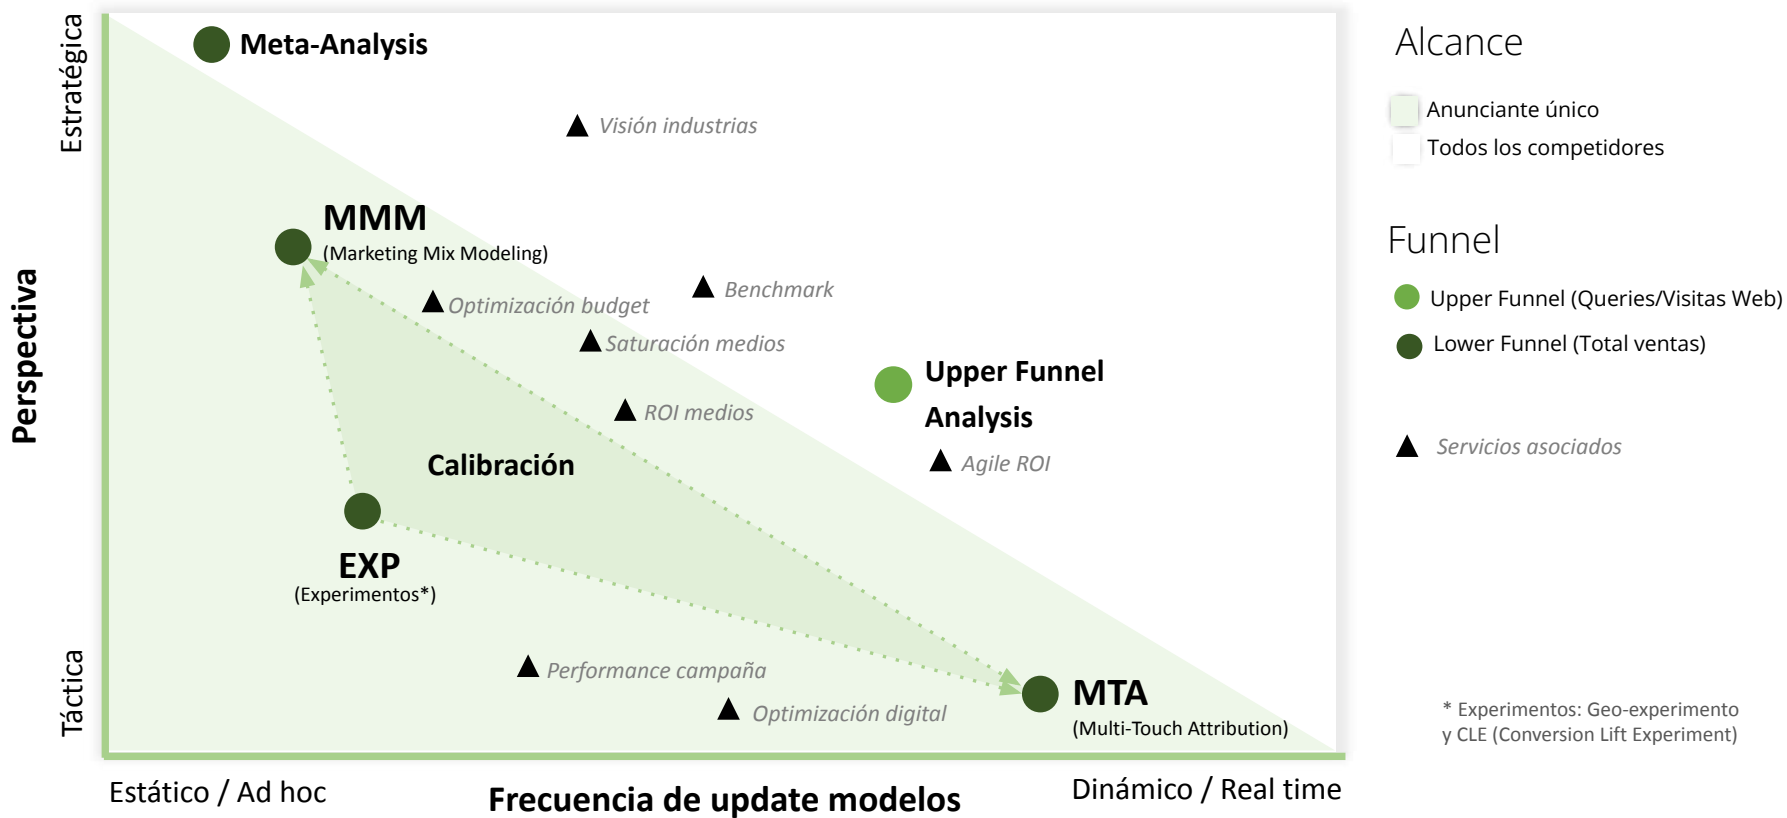 Estratégica
Perspectiva
Táctica
Meta-Analysis
Visión industrias
MMM
(Marketing Mix Modeling)
Optimización budget
Benchmark
Saturación medios
ROI medios
Upper Funnel
Analysis
Agile ROI
Calibración
EXP
(Experimentos*)
Performance campaña
Optimización digital
MTA
(Multi-Touch Attribution)
Estático / Ad hoc
Frecuencia de update modelos
Dinámico / Real time
Alcance
Anunciante único
Todos los competidores
Funnel
Upper Funnel (Queries/Visitas Web)
Lower Funnel (Total ventas)
Servicios asociados
* Experimentos: Geo-experimento
y CLE (Conversion Lift Experiment)